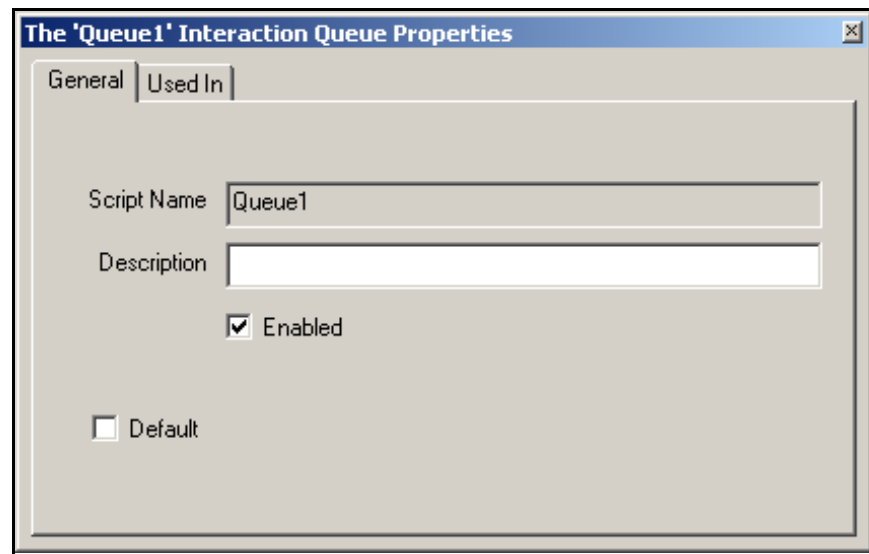 The 'Queue1' Interaction Queue Properties
General Used In
Script Name Queue1
Description
Enabled
Default